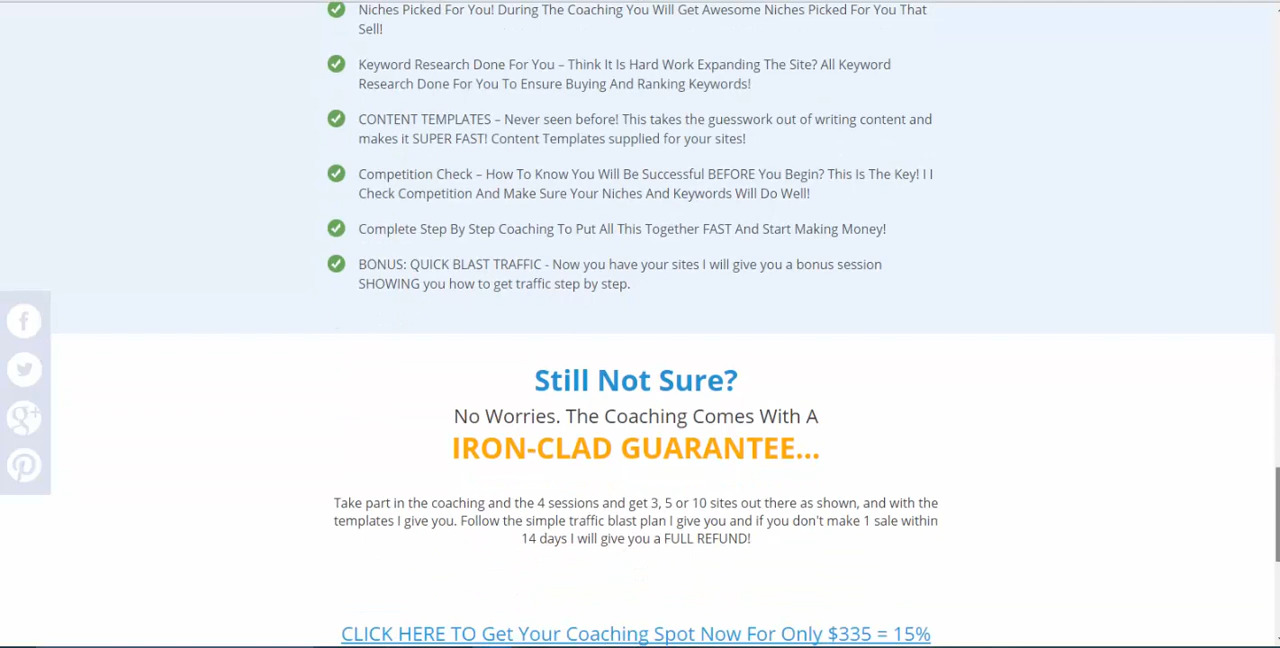 Niches Picked For You! During The Coaching You Will Get Awesome Niches Picked For You That
Sell!
Keyword Research Done For You – Think It Is Hard Work Expanding The Site? All Keyword
Research Done For You To Ensure Buying And Ranking Keywords!
CONTENT TEMPLATES – Never seen before! This takes the guesswork out of writing content and
makes it SUPER FAST! Content Templates supplied for your sites!
Competition Check – How To Know You Will Be Successful BEFORE You Begin? This Is The Key! I I
Check Competition And Make Sure Your Niches And Keywords Will Do Well!
Complete Step By Step Coaching To Put All This Together FAST And Start Making Money!
BONUS: QUICK BLAST TRAFFIC - Now you have your sites I will give you a bonus session
SHOWING you how to get traffic step by step.
Still Not Sure?
No Worries. The Coaching Comes With A
IRON-CLAD GUARANTEE...
Take part in the coaching and the 4 sessions and get 3, 5 or 10 sites out there as shown, and with the
templates I give you. Follow the simple traffic blast plan I give you and if you don't make 1 sale within
14 days I will give you a FULL REFUND!
CLICK HERE TO Get Your Coaching Spot Now For Only $335 = 15%